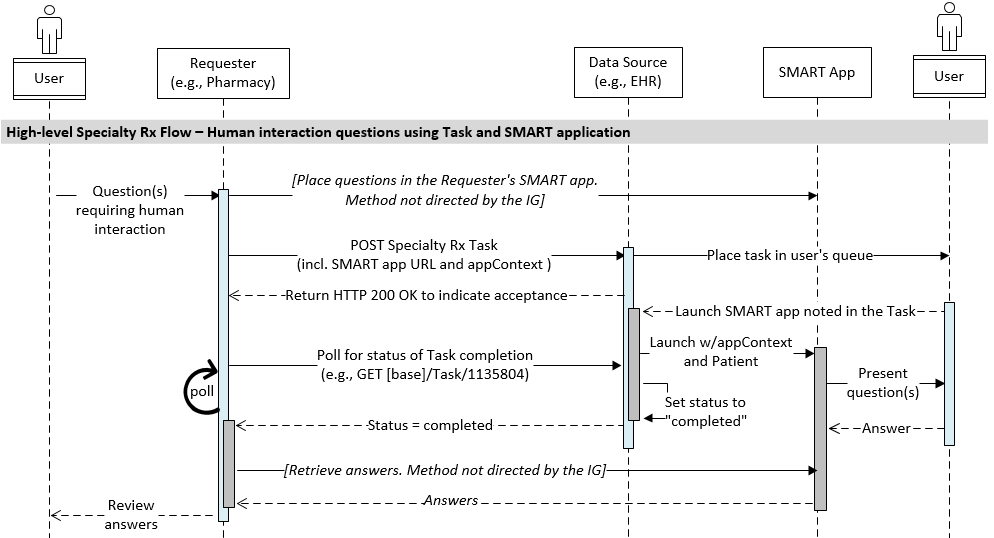 User
Requester
(e.g., Pharmacy)
Data Source
(e.g., EHR)
SMART App
User
High-level Specialty Rx Flow – Human interaction questions using Task and SMART application
Question(s)
requiring human
interaction
[Place questions in the Requester's SMART app.
Method not directed by the IG]
POST Specialty Rx Task
(incl. SMART app URL and appContext )
Place task in user's queue
Return HTTP 200 OK to indicate acceptance
Launch SMART app noted in the Task
Launch w/appContext
and Patient
Poll for status of Task completion
(e.g., GET [base]/Task/1135804)
poll
Present
question(s)
Set status to
"completed"
Status = completed
Answer
[Retrieve answers. Method not directed by the IG]
Answers
Review
answers